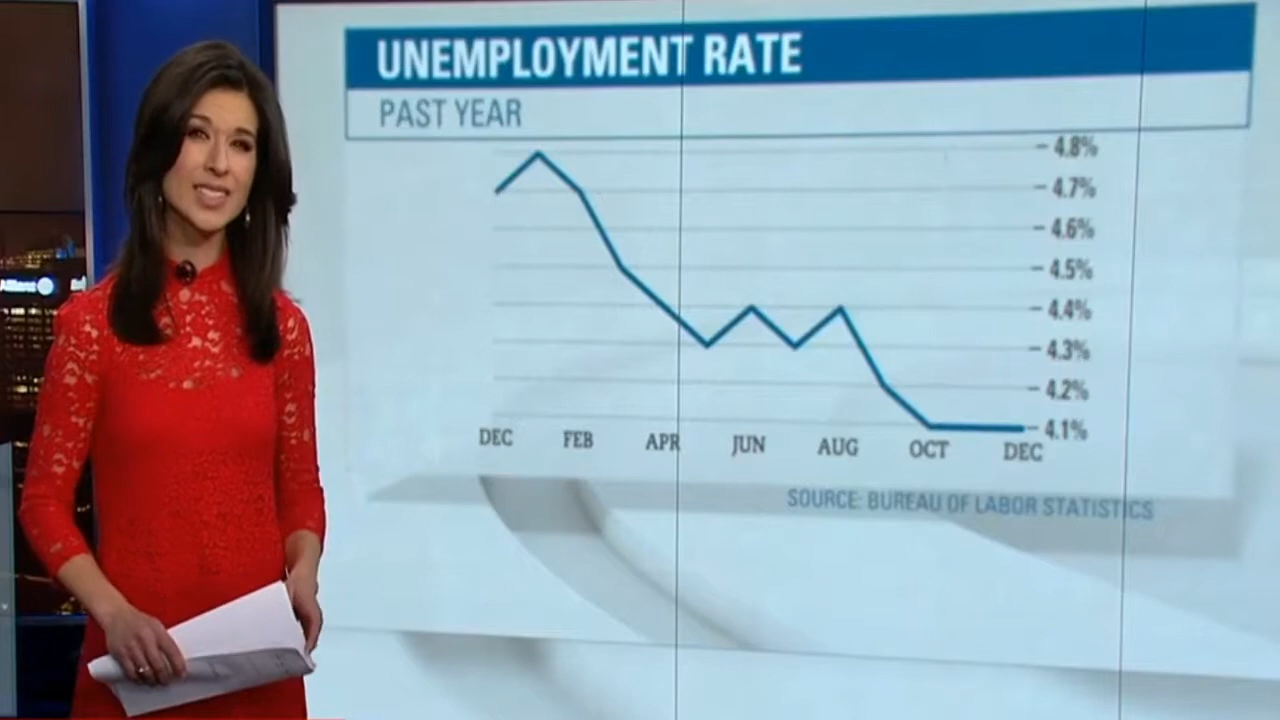 UNEMPLOYMENT RATE
PAST YEAR
4.8%
4.7%
4.6%
4.5%
4.4%
4.3%
4.2%
4.1%
DEC FEB APR JUN AUG OCT DEC
SOURCE: BUREAU OF LABOR STATISTICS
Allianz